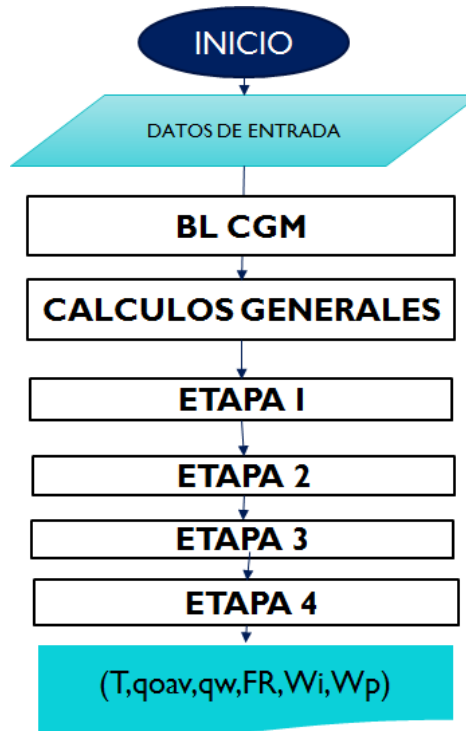 INICIO
DATOS DE ENTRADA
BL CGM
CALCULOS GENERALES
ETAPA I
ETAPA 2
ETAPA 3
ETAPA 4
(T,qoav,qw,FR,Wi,Wp)